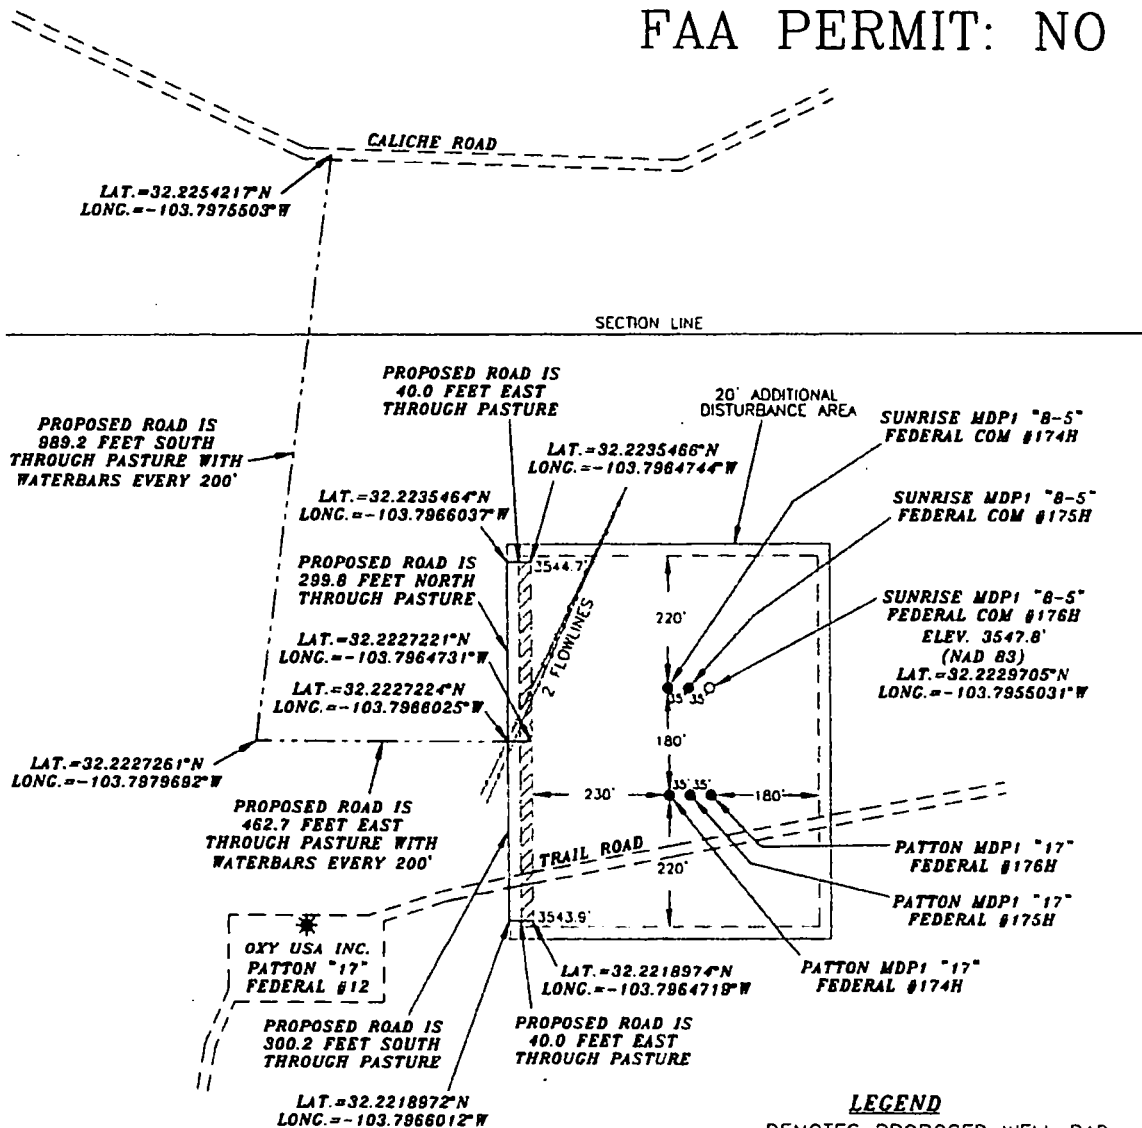 FAA PERMIT: NO
CALICHE ROAD
LAT.=32.2254217°N
LONG.=-103.7975503°W
SECTION LINE
PROPOSED ROAD IS
40.0 FEET EAST
THROUGH PASTURE
20' ADDITIONAL
DISTURBANCE AREA
PROPOSED ROAD IS
989.2 FEET SOUTH
THROUGH PASTURE WITH
WATERBARS EVERY 200'
SUNRISE MDP1 "8-5"
FEDERAL COM #174H
LAT.=32.2235466°N
LONG.=-103.7964744°W
LAT.=32.2235464°N
LONG.=-103.7966037°W
SUNRISE MDP1 "8-5"
FEDERAL COM #175H
PROPOSED ROAD IS
299.8 FEET NORTH
THROUGH PASTURE
3544.7'
220'
SUNRISE MDP1 "8-5"
FEDERAL COM #176H
ELEV. 3547.8'
(NAD 83)
LAT.=32.2229705°N
LONG.=-103.7955031°W
2 FLOWLINES
LAT.=32.2227221°N
LONG.=-103.7964731°W
LAT.=32.2227224°N
LONG.=-103.7966025°W
35' 35'
180'
LAT.=32.2227261°N
LONG.=-103.7979692°W
35' 35'
230'
180'
PROPOSED ROAD IS
462.7 FEET EAST
THROUGH PASTURE WITH
WATERBARS EVERY 200'
TRAIL ROAD
220'
PATTON MDP1 "17"
FEDERAL #176H
PATTON MDP1 "17"
FEDERAL #175H
3543.9'
OXY USA INC.
PATTON "17"
FEDERAL #12
LAT.=32.2218974°N
LONG.=-103.7964719°W
PATTON MDP1 "17"
FEDERAL #174H
PROPOSED ROAD IS
300.2 FEET SOUTH
THROUGH PASTURE
PROPOSED ROAD IS
40.0 FEET EAST
THROUGH PASTURE
LAT.=32.2218972°N
LONG.=-103.7966012°W
LEGEND
DENOTES PROPOSED WELL PAD